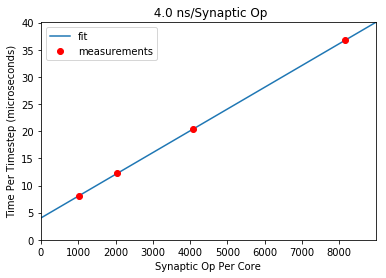 4.0 ns/Synaptic Op
fit
measurements
Time Per Timestep (microseconds)
40
35
30
25
20
15
10
5
0
0 1000 2000 3000 4000 5000 6000 7000 8000
Synaptic Op Per Core